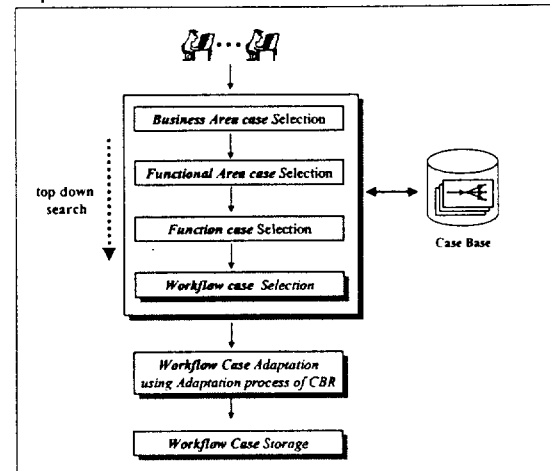 Business Area case Selection
Functional Area case Selection
top down
search
Function case Selection
Case Base
Workflow case Selection
Workflow Case Adaptation
using Adaptation process of CBR
Workflow Case Storage